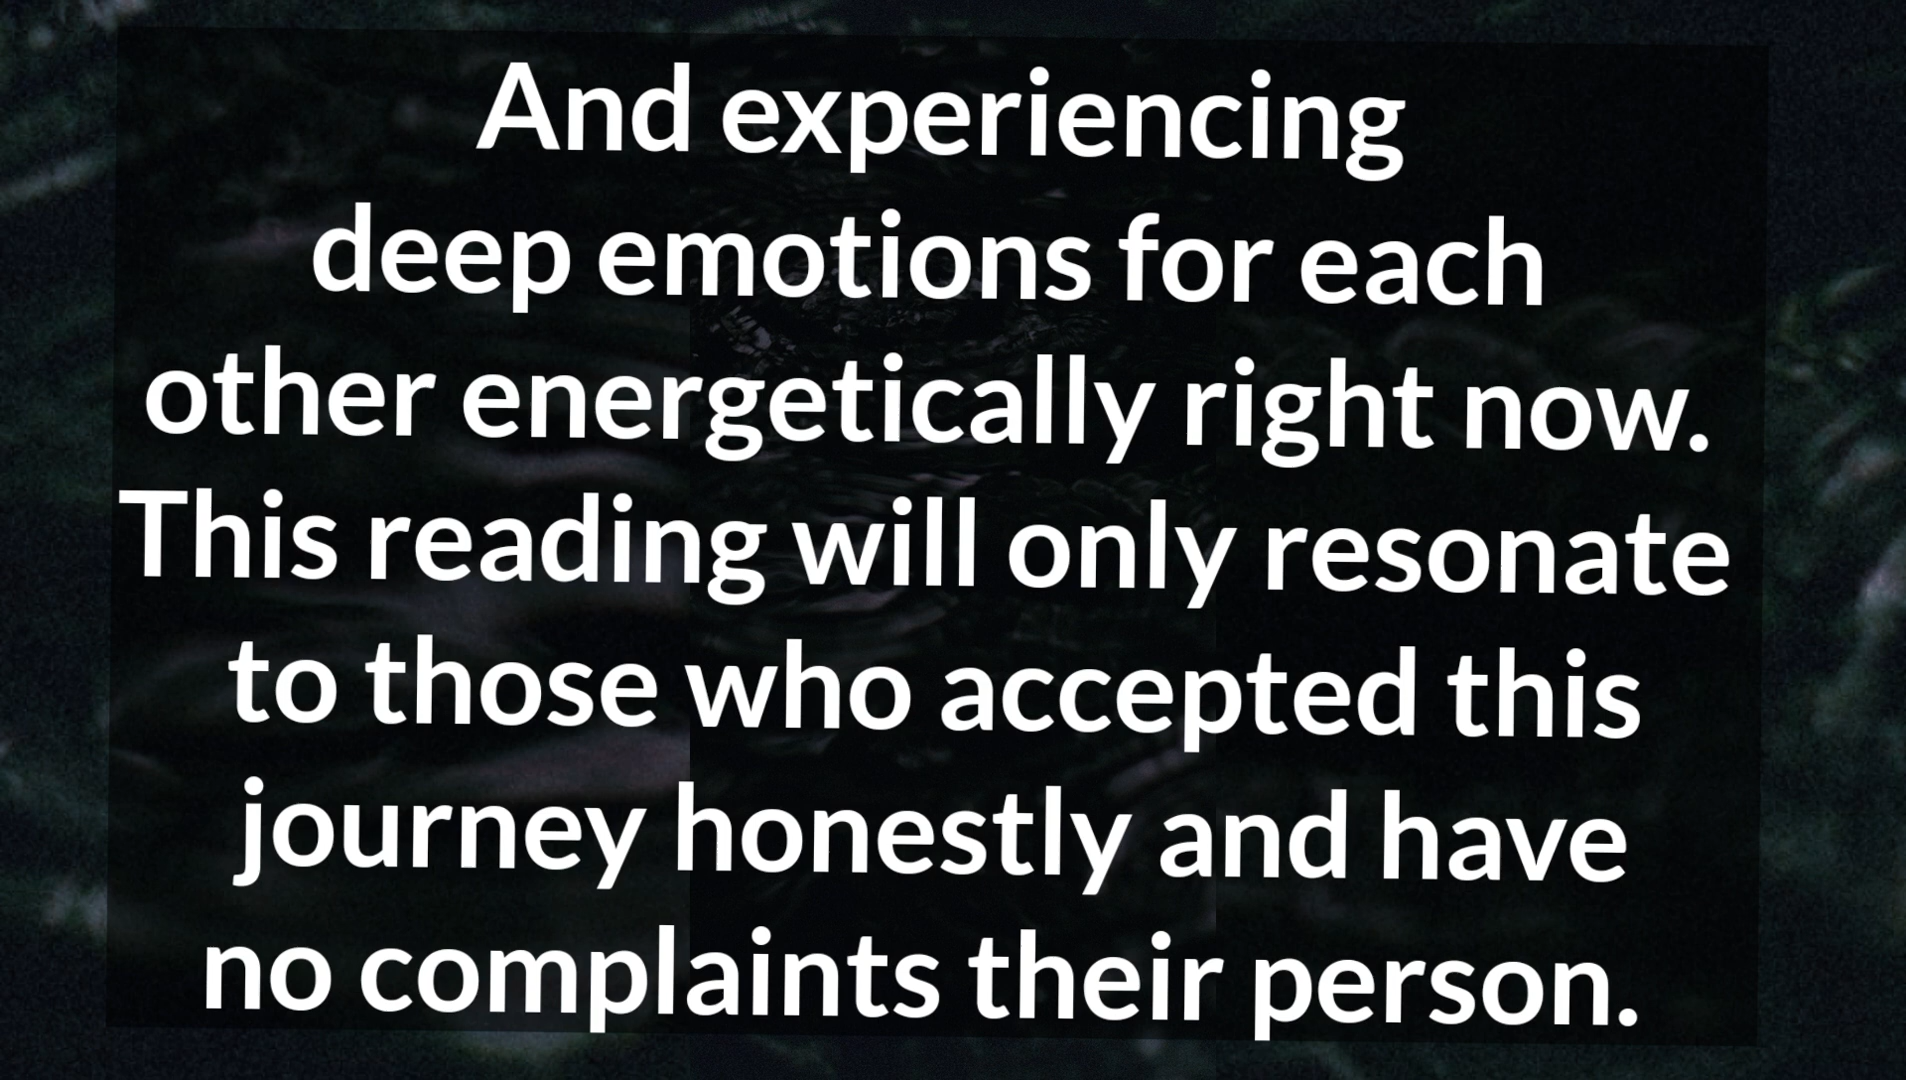 And experiencing
deep emotions for each
other energetically right now.
This reading will only resonate
to those who accepted this
journey honestly and have
no complaints their person.